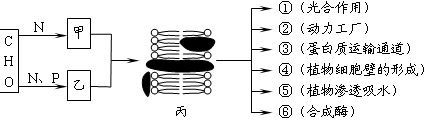 C
H
O
N
甲
N、P
乙
丙
① (光合作用)
② (动力工厂)
③ (蛋白质运输通道)
④ (植物细胞壁的形成)
⑤ (植物渗透吸水)
⑥ (合成酶)